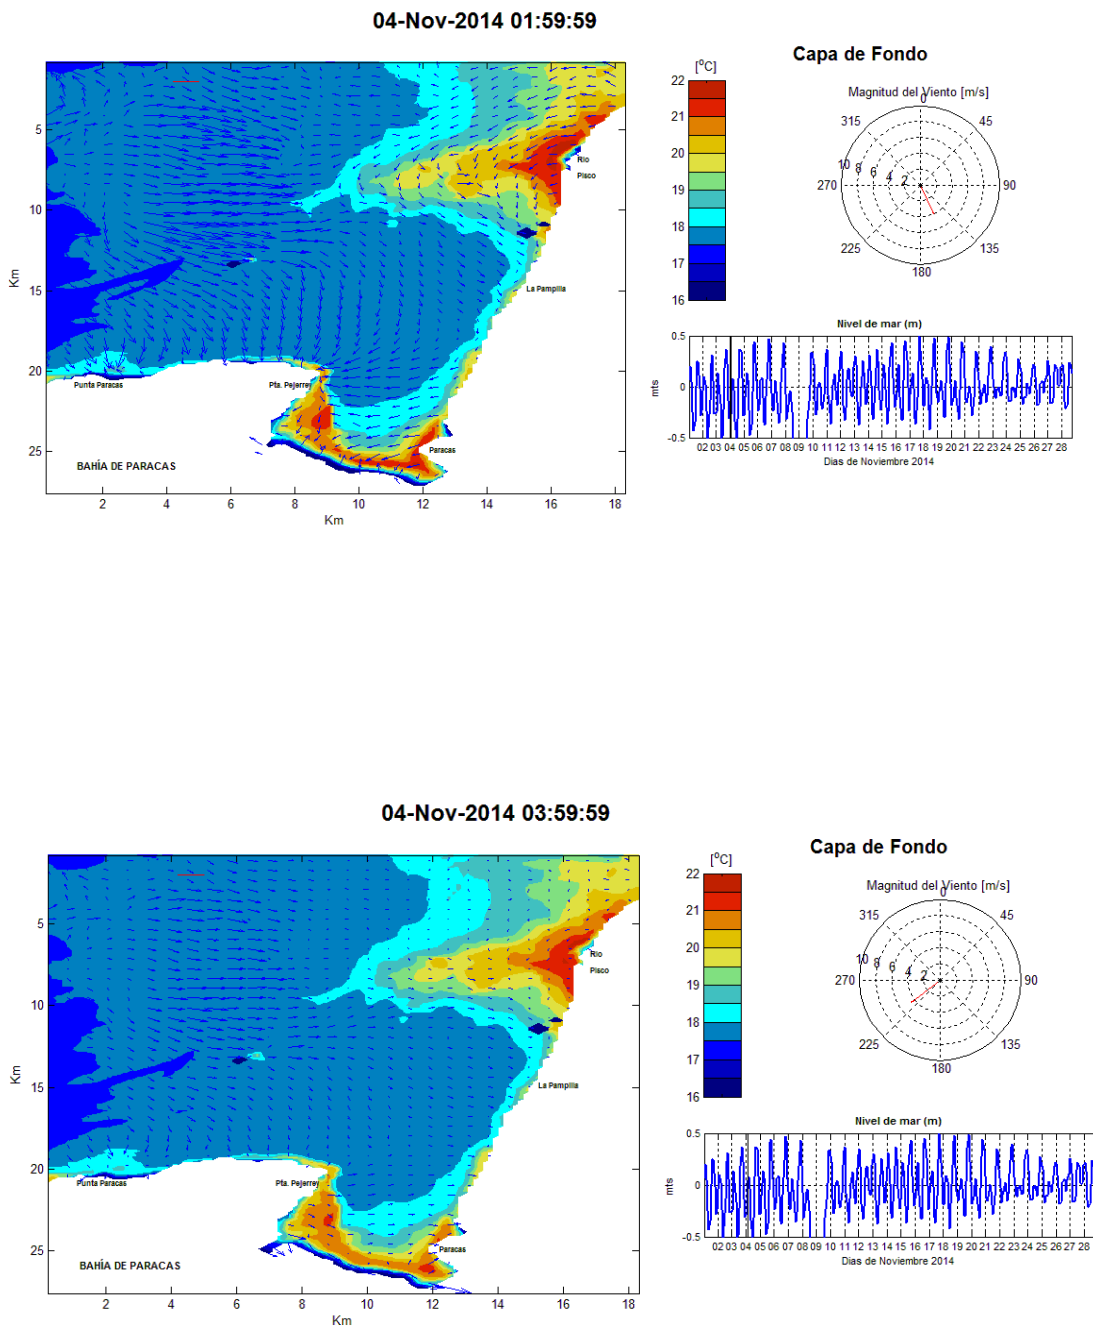 04-Nov-2014 01:59:59
Capa de Fondo
[°C]
22
21
20
19
18
17
16
Magnitud del Viento [m/s]
0
45
90
135
180
225
270
315
10 8 6 4 2
5
10
15
20
25
Km
Rio
Pisco
La Pampilla
Punta Paracas
Pta. Pejerrey
Paracas
BAHÍA DE PARACAS
2 4 6 8 10 12 14 16 18
Km
Nivel de mar (m)
0.5
0
-0.5
mts
02 03 04 05 06 07 08 09 10 11 12 13 14 15 16 17 18 19 20 21 22 23 24 25 26 27 28
Dias de Noviembre 2014
04-Nov-2014 03:59:59
Capa de Fondo
[°C]
22
21
20
19
18
17
16
Magnitud del Viento [m/s]
0
45
90
135
180
225
270
315
10 8 6 4 2
5
10
15
20
25
Km
Rio
Pisco
La Pampilla
Punta Paracas
Pta. Pejerrey
Paracas
BAHÍA DE PARACAS
2 4 6 8 10 12 14 16 18
Km
Nivel de mar (m)
0.5
0
-0.5
mts
02 03 04 05 06 07 08 09 10 11 12 13 14 15 16 17 18 19 20 21 22 23 24 25 26 27 28
Dias de Noviembre 2014